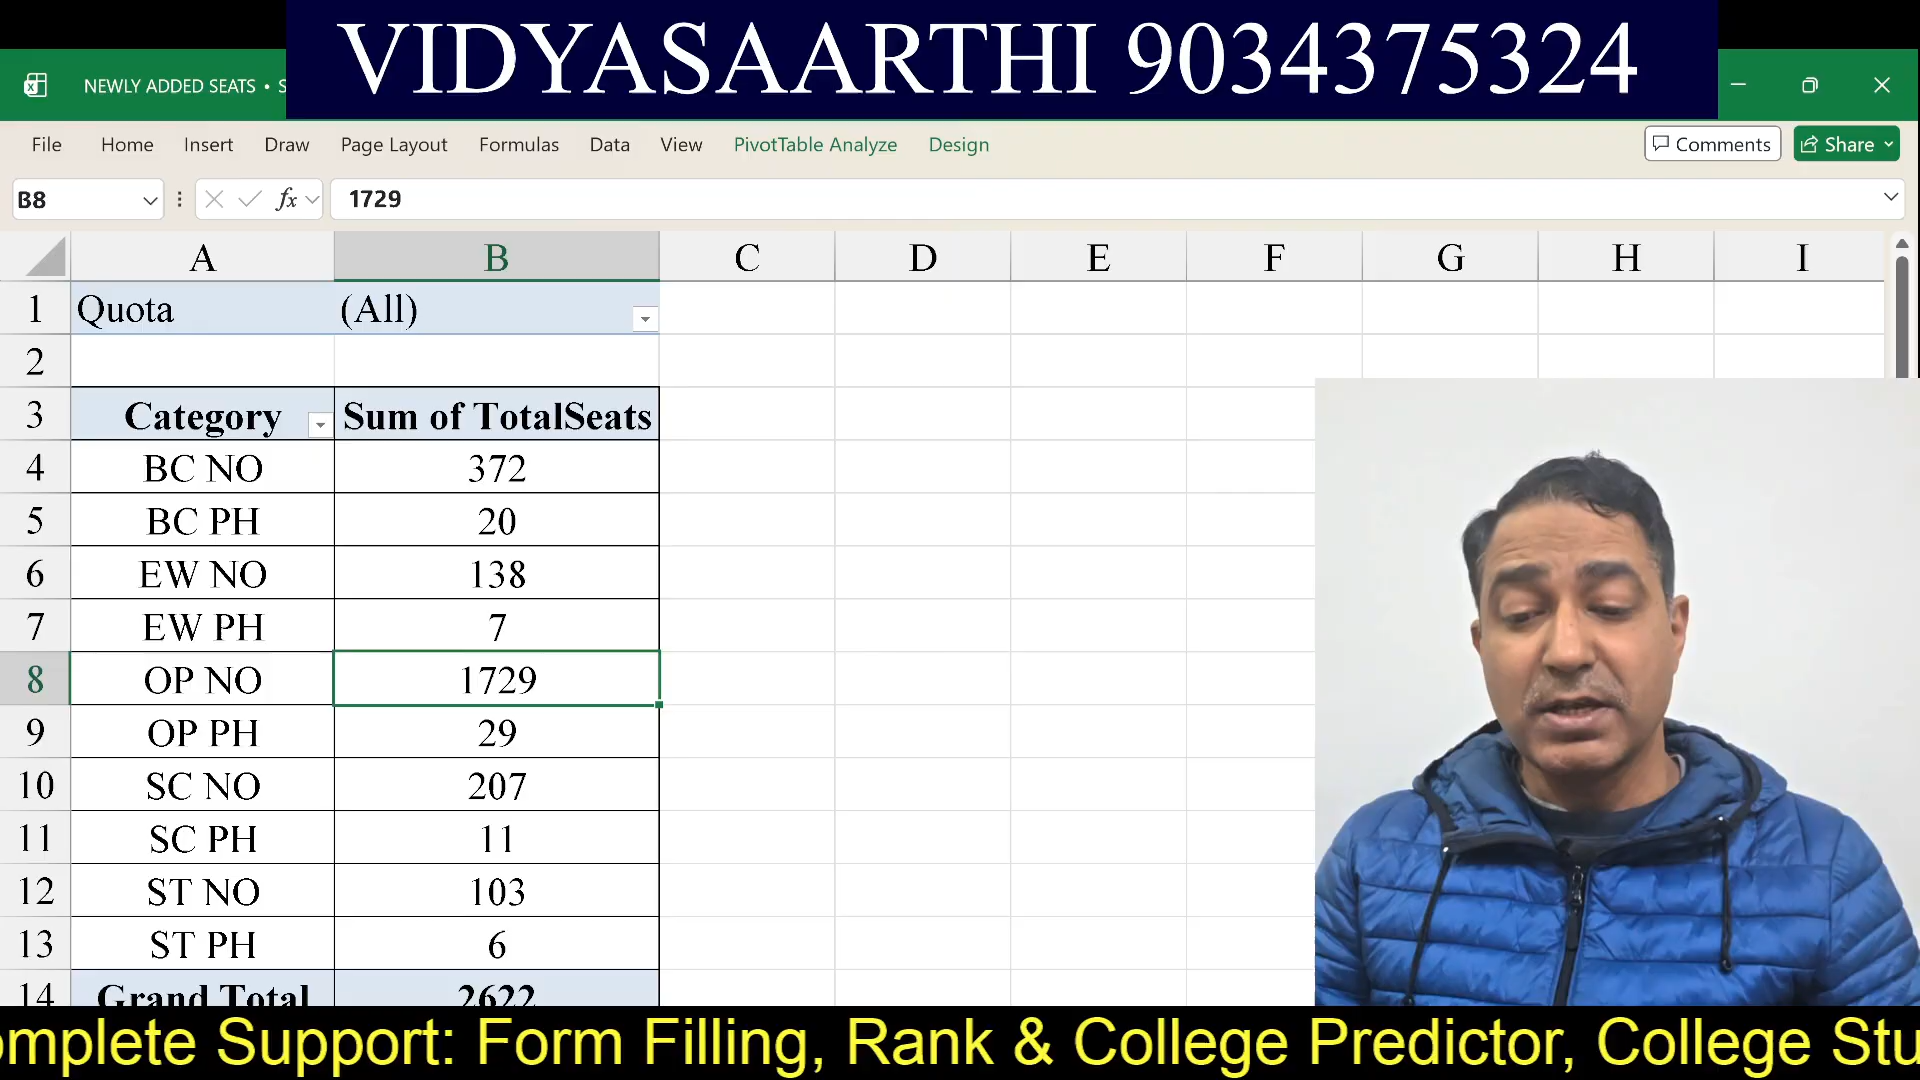 VIDYASAARTHI 9034375324
NEWLY ADDED SEATS • S
File Home Insert Draw Page Layout Formulas Data View PivotTable Analyze Design Comments Share
B8 fx 1729
A B C D E F G H I
1 Quota (All)
2
3 Category Sum of TotalSeats
4 BC NO 372
5 BC PH 20
6 EW NO 138
7 EW PH 7
8 OP NO 1729
9 OP PH 29
10 SC NO 207
11 SC PH 11
12 ST NO 103
13 ST PH 6
14 Grand Total 2622
omplete Support: Form Filling, Rank & College Predictor, College Stu